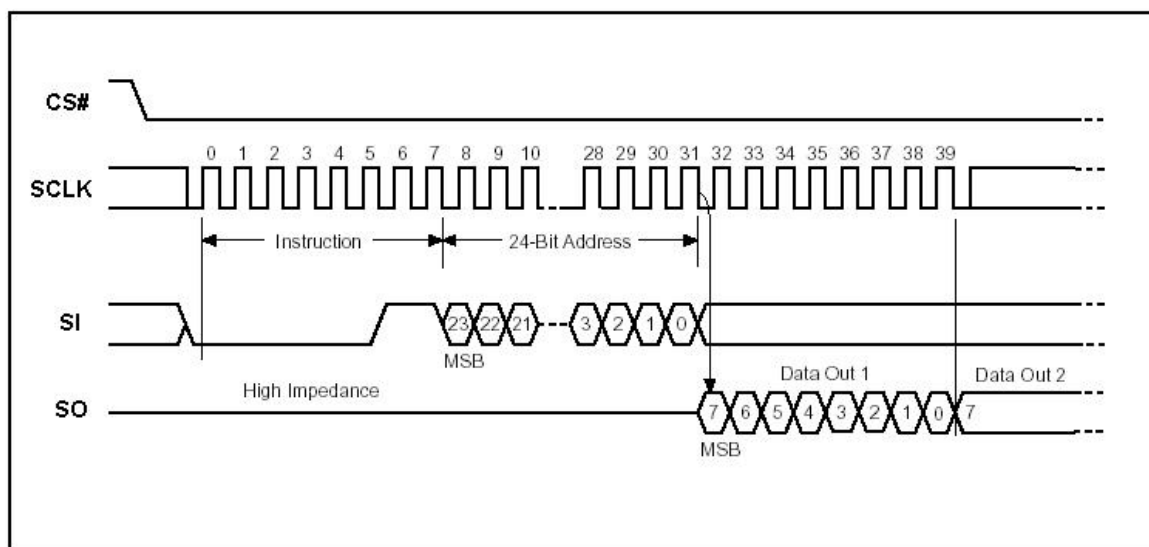 CS#
0 1 2 3 4 5 6 7 8 9 10 28 29 30 31 32 33 34 35 36 37 38 39
SCLK
Instruction 24-Bit Address
SI 23 22 21 3 2 1 0
MSB
High Impedance Data Out 1 Data Out 2
SO 7 6 5 4 3 2 1 0 7
MSB